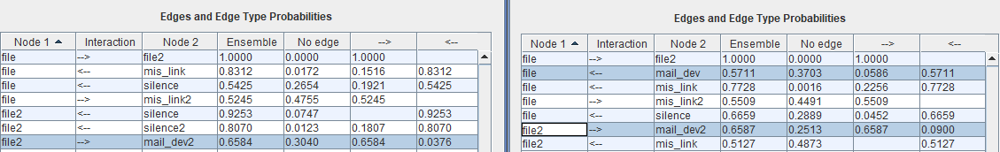 Edges and Edge Type Probabilities
Node 1 Interaction Node 2 Ensemble No edge --> <--
file --> file2 1.0000 0.0000 1.0000
file <-- mis_link 0.8312 0.0172 0.1516 0.8312
file <-- silence 0.5425 0.2654 0.1921 0.5425
file --> mis_link2 0.5245 0.4755 0.5245
file2 <-- silence 0.9253 0.0747 0.9253
file2 <-- silence2 0.8070 0.0123 0.1807 0.8070
file2 --> mail_dev2 0.6584 0.3040 0.6584 0.0376
Edges and Edge Type Probabilities
Node 1 Interaction Node 2 Ensemble No edge --> <--
file --> file2 1.0000 0.0000 1.0000
file <-- mail_dev 0.5711 0.3703 0.0586 0.5711
file <-- mis_link 0.7728 0.0016 0.2256 0.7728
file --> mis_link2 0.5509 0.4491 0.5509
file <-- silence 0.6659 0.2889 0.0452 0.6659
file2 --> mail_dev2 0.6587 0.2513 0.6587 0.0900
file2 <-- mis_link 0.5127 0.4873 0.5127